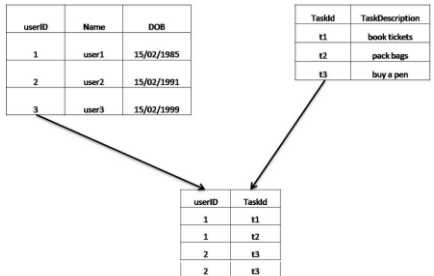 userID Name DOB
1 user1 15/02/1985
2 user2 15/02/1991
3 user3 15/02/1999
TaskId TaskDescription
t1 book tickets
t2 pack bags
t3 buy a pen
userID TaskId
1 t1
1 t2
2 t3
2 t3